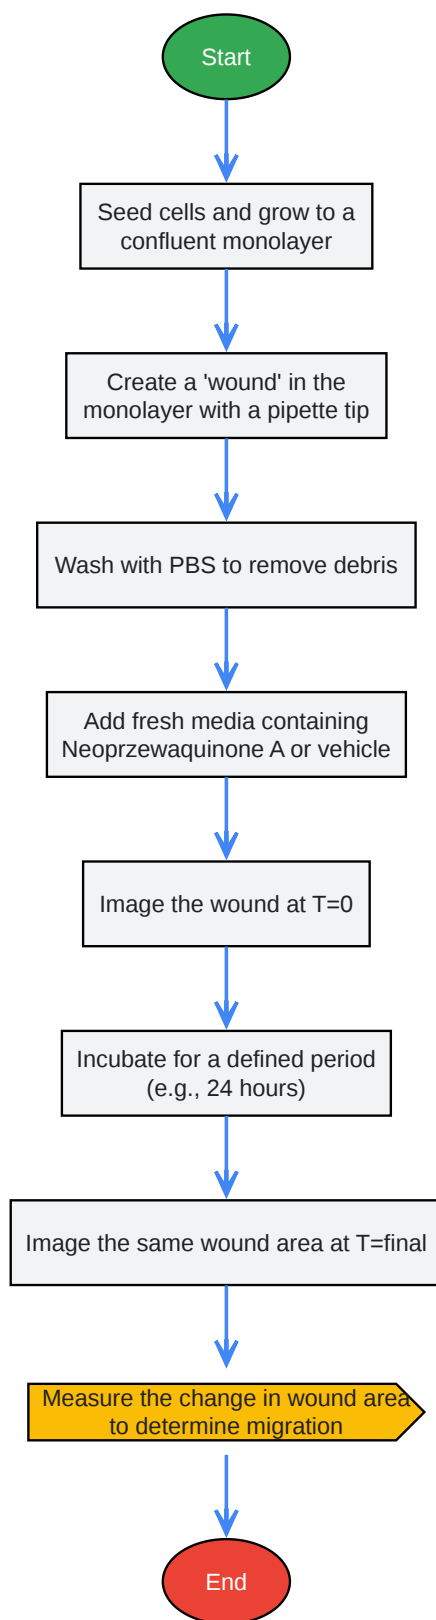 Start
Seed cells and grow to a
confluent monolayer
Create a 'wound' in the
monolayer with a pipette tip
Wash with PBS to remove debris
Add fresh media containing
Neoprzewaquinone A or vehicle
Image the wound at T=0
Incubate for a defined period
(e.g., 24 hours)
Image the same wound area at T=final
Measure the change in wound area
to determine migration
End